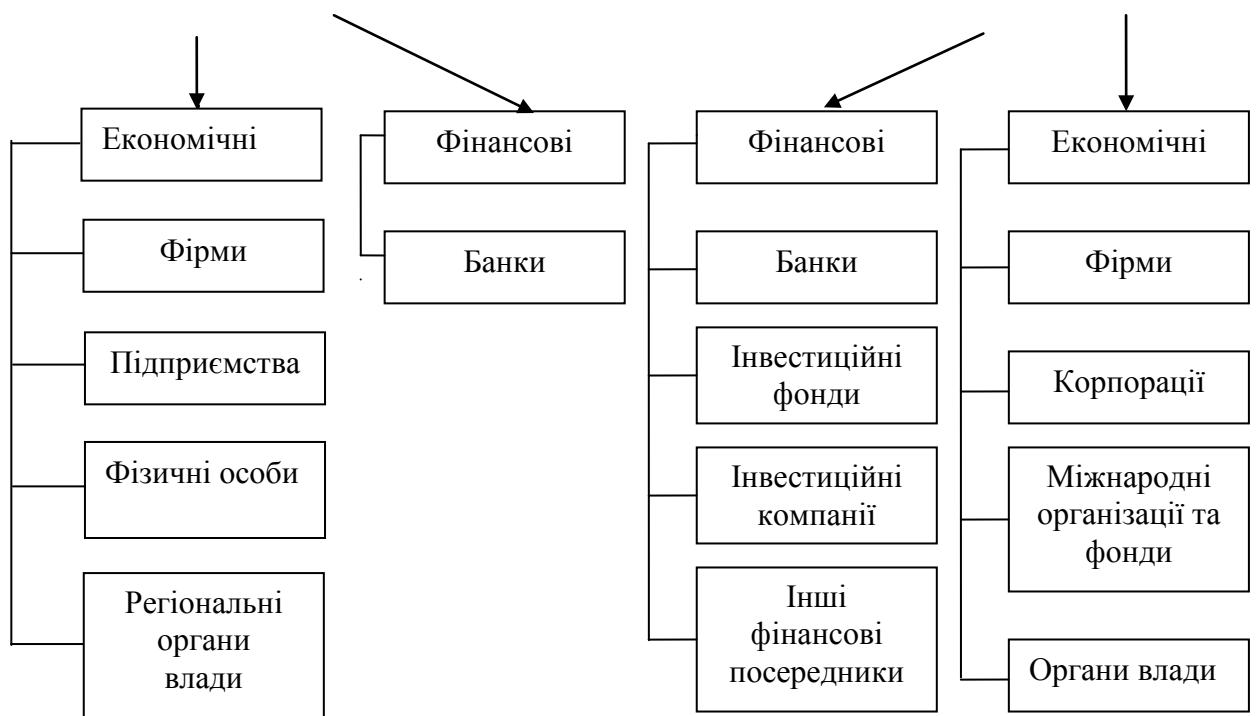 Економічні
Фірми
Підприємства
Фізичні особи
Регіональні
органи
влади
Фінансові
Банки
Фінансові
Банки
Інвестиційні
фонди
Інвестиційні
компанії
Інші
фінансові
посередники
Економічні
Фірми
Корпорації
Міжнародні
організації та
фонди
Органи влади